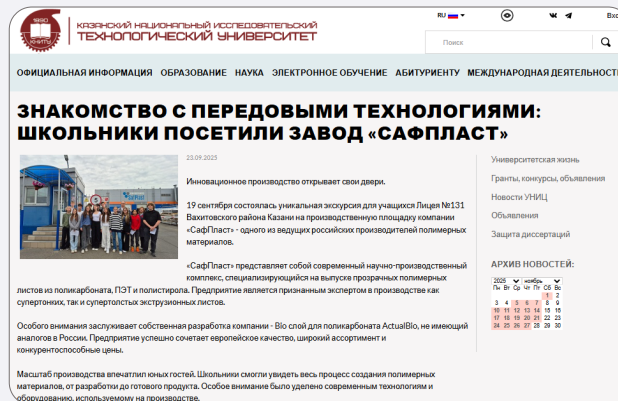 КАЗАНСКИЙ НАЦИОНАЛЬНЫЙ ИССЛЕДОВАТЕЛЬСКИЙ
ТЕХНОЛОГИЧЕСКИЙ УНИВЕРСИТЕТ
1890
КНИТУ
RU
Вхо
Поиск
ОФИЦИАЛЬНАЯ ИНФОРМАЦИЯ ОБРАЗОВАНИЕ НАУКА ЭЛЕКТРОННОЕ ОБУЧЕНИЕ АБИТУРИЕНТУ МЕЖДУНАРОДНАЯ ДЕЯТЕЛЬНОСТЬ
ЗНАКОМСТВО С ПЕРЕДОВЫМИ ТЕХНОЛОГИЯМИ:
ШКОЛЬНИКИ ПОСЕТИЛИ ЗАВОД «САФПЛАСТ»
23.09.2025
Инновационное производство открывает свои двери.
19 сентября состоялась уникальная экскурсия для учащихся Лицея №131
Вахитовского района Казани на производственную площадку компании
«СафПласт» - одного из ведущих российских производителей полимерных
материалов.
«СафПласт» представляет собой современный научно-производственный
комплекс, специализирующийся на выпуске прозрачных полимерных
листов из поликарбоната, ПЭТ и полистирола. Предприятие является признанным экспертом в производстве как
супертонких, так и супертолстых экструзионных листов.
Особого внимания заслуживает собственная разработка компании - Bio слой для поликарбоната ActualBio, не имеющий
аналогов в России. Предприятие успешно сочетает европейское качество, широкий ассортимент и
конкурентоспособные цены.
Масштаб производства впечатлил юных гостей. Школьники смогли увидеть весь процесс создания полимерных
материалов, от разработки до готового продукта. Особое внимание было уделено современным технологиям и
оборудованию, используемому на производстве.
Университетская жизнь
Гранты, конкурсы, объявления
Новости УНИЦ
Объявления
Защита диссертаций
АРХИВ НОВОСТЕЙ:
2025 ноябрь
Пн Вт Ср Чт Пт Сб Вс
1 2
3 4 5 6 7 8 9
10 11 12 13 14 15 16
17 18 19 20 21 22 23
24 25 26 27 28 29 30